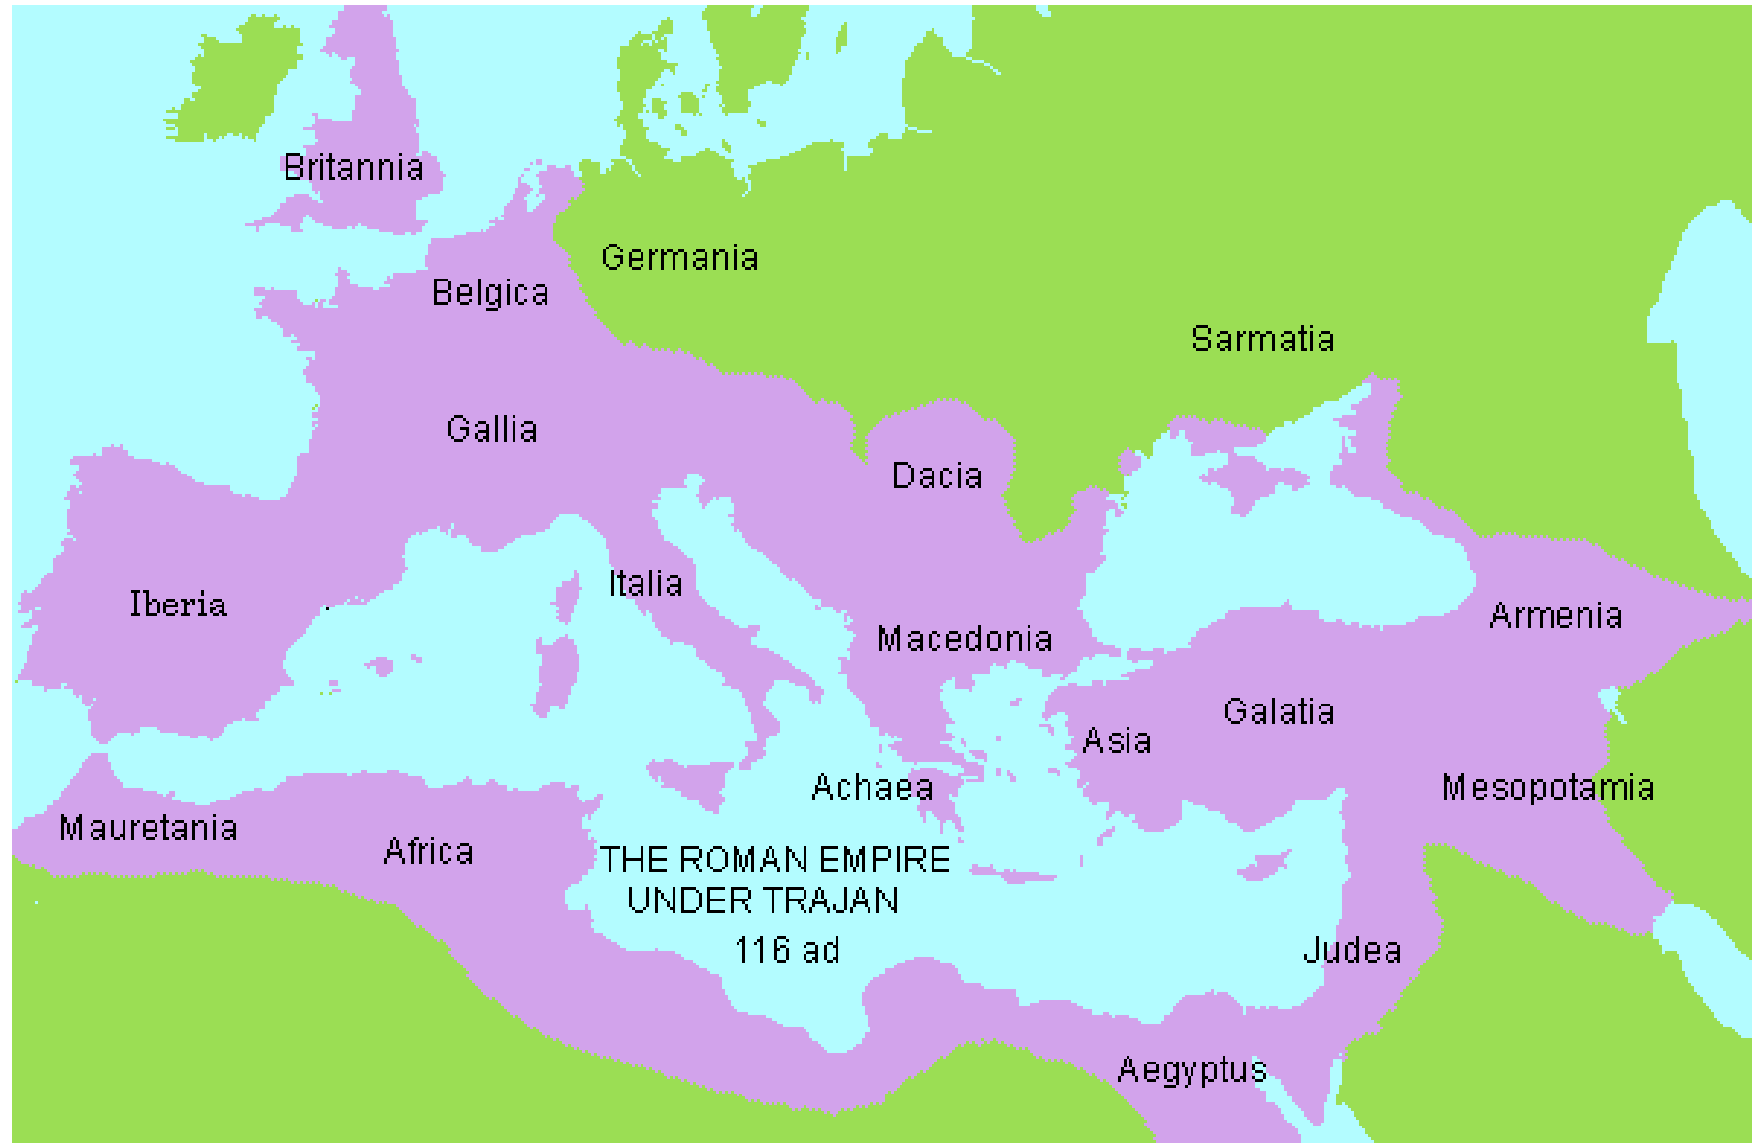 Britannia
Germania
Belgica
Sarmatia
Gallia
Dacia
Italia
Iberia
Armenia
Macedonia
Galatia
Asia
Achaea
Mesopotamia
Mauretania
Africa
THE ROMAN EMPIRE
UNDER TRAJAN
116 ad
Judea
Aegyptus